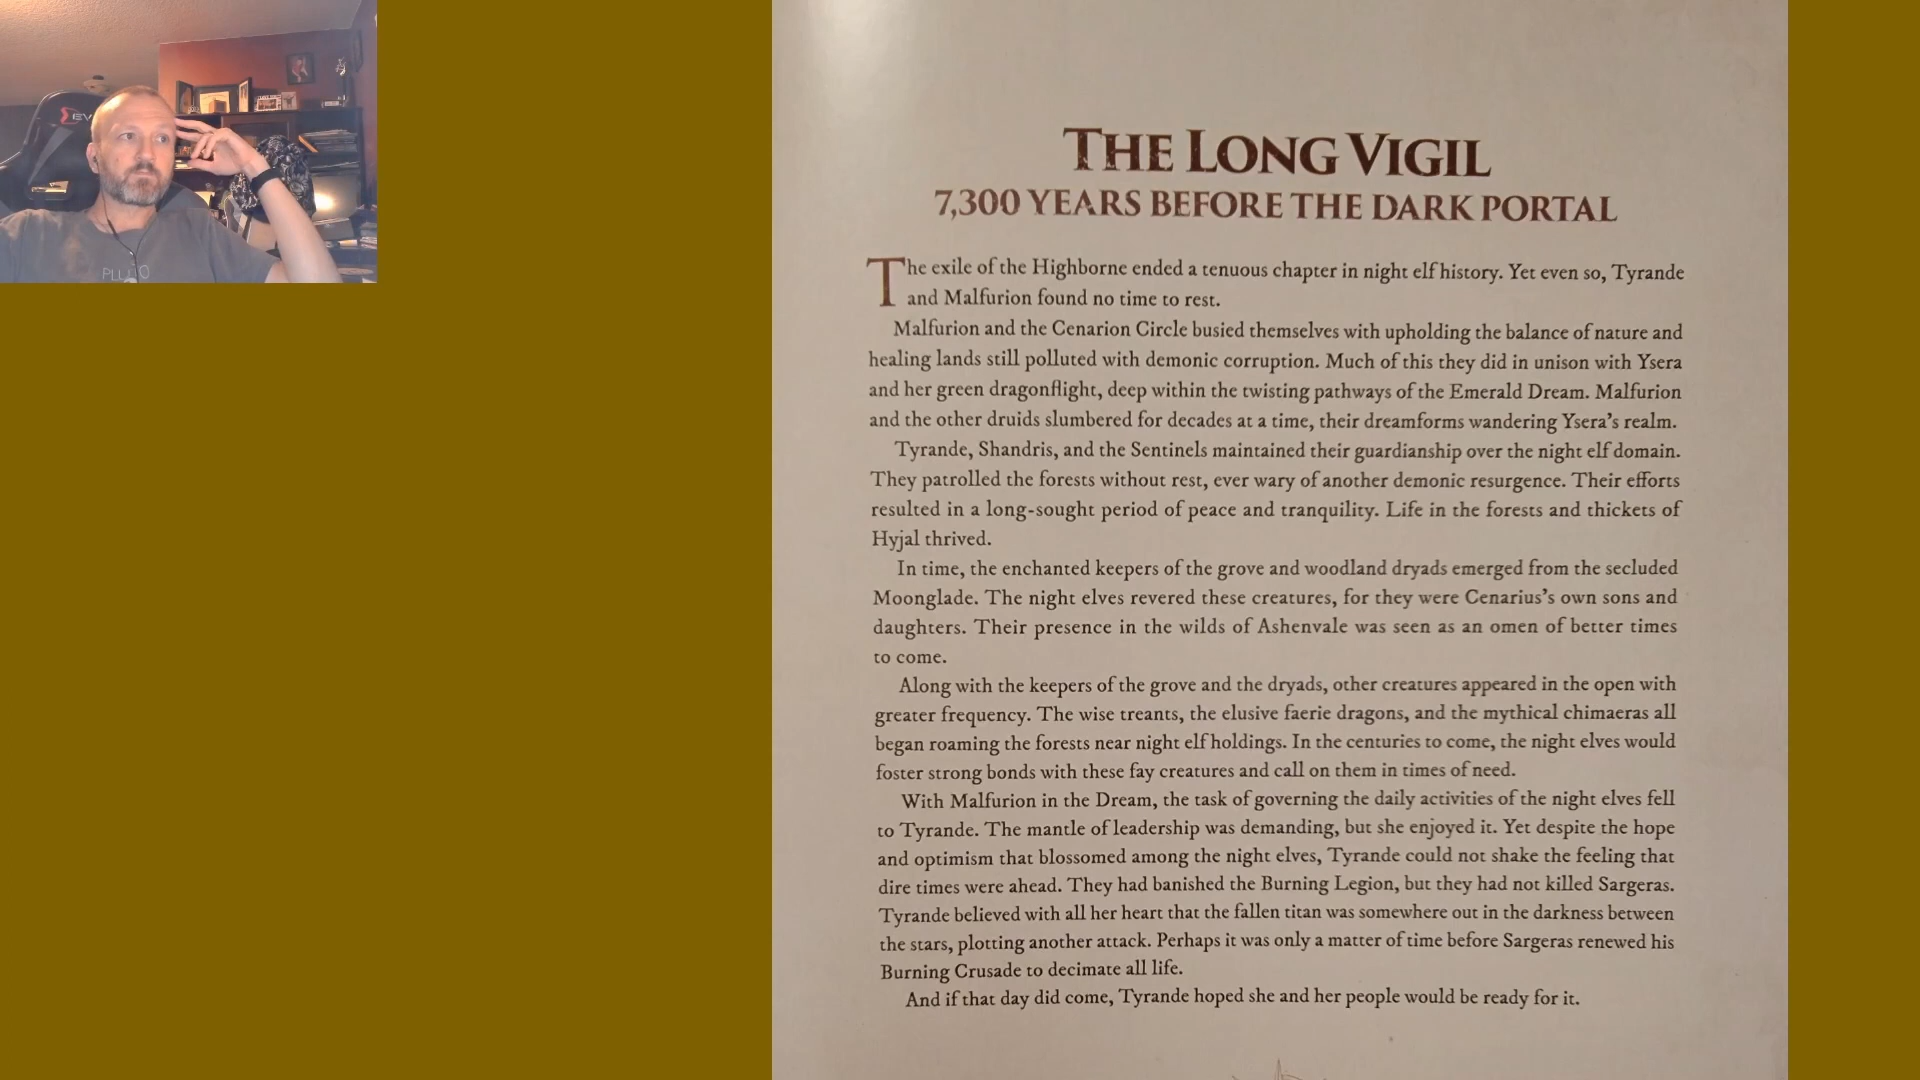 EV
PLUTO
THE LONG VIGIL
7,300 YEARS BEFORE THE DARK PORTAL
The exile of the Highborne ended a tenuous chapter in night elf history. Yet even so, Tyrande
and Malfurion found no time to rest.
Malfurion and the Cenarion Circle busied themselves with upholding the balance of nature and
healing lands still polluted with demonic corruption. Much of this they did in unison with Ysera
and her green dragonflight, deep within the twisting pathways of the Emerald Dream. Malfurion
and the other druids slumbered for decades at a time, their dreamforms wandering Ysera's realm.
Tyrande, Shandris, and the Sentinels maintained their guardianship over the night elf domain.
They patrolled the forests without rest, ever wary of another demonic resurgence. Their efforts
resulted in a long-sought period of peace and tranquility. Life in the forests and thickets of
Hyjal thrived.
In time, the enchanted keepers of the grove and woodland dryads emerged from the secluded
Moonglade. The night elves revered these creatures, for they were Cenarius's own sons and
daughters. Their presence in the wilds of Ashenvale was seen as an omen of better times
to come.
Along with the keepers of the grove and the dryads, other creatures appeared in the open with
greater frequency. The wise treants, the elusive faerie dragons, and the mythical chimaeras all
began roaming the forests near night elf holdings. In the centuries to come, the night elves would
foster strong bonds with these fay creatures and call on them in times of need.
With Malfurion in the Dream, the task of governing the daily activities of the night elves fell
to Tyrande. The mantle of leadership was demanding, but she enjoyed it. Yet despite the hope
and optimism that blossomed among the night elves, Tyrande could not shake the feeling that
dire times were ahead. They had banished the Burning Legion, but they had not killed Sargeras.
Tyrande believed with all her heart that the fallen titan was somewhere out in the darkness between
the stars, plotting another attack. Perhaps it was only a matter of time before Sargeras renewed his
Burning Crusade to decimate all life.
And if that day did come, Tyrande hoped she and her people would be ready for it.